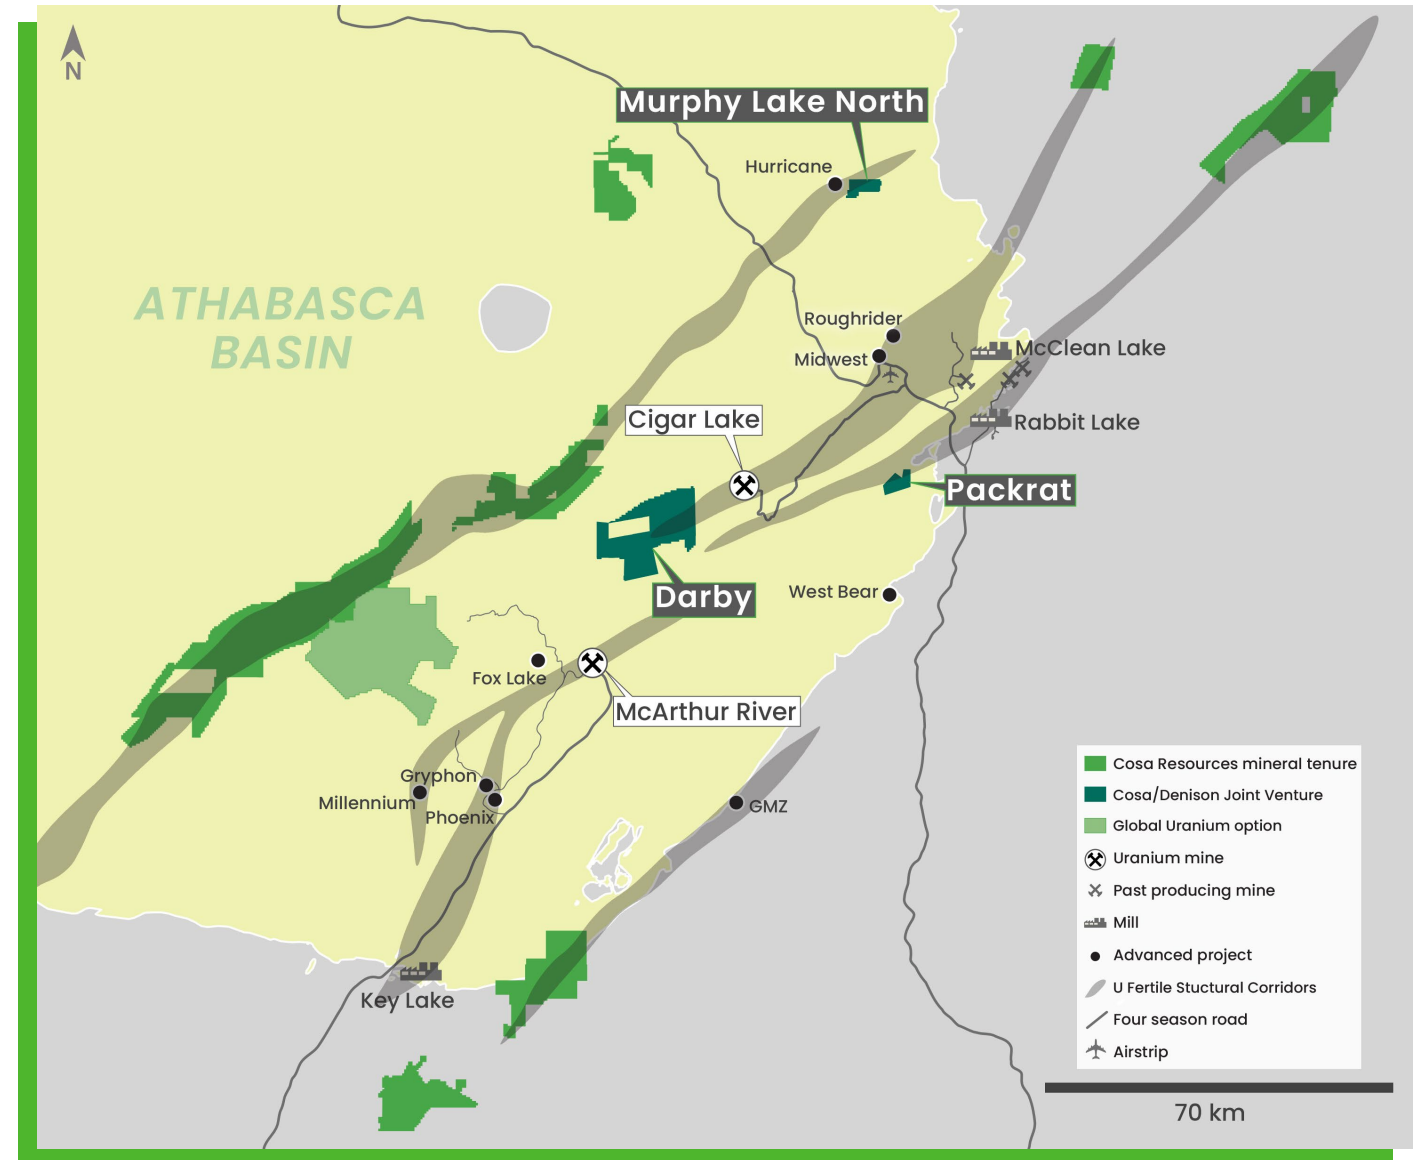 N
Murphy Lake North
Hurricane
ATHABASCA
BASIN
Roughrider
Midwest
McClean Lake
Cigar Lake
Rabbit Lake
Packrat
Darby
West Bear
Fox Lake
McArthur River
Gryphon
Millennium
Phoenix
GMZ
Key Lake
Cosa Resources mineral tenure
Cosa/Denison Joint Venture
Global Uranium option
Uranium mine
Past producing mine
Mill
Advanced project
U Fertile Stuctural Corridors
Four season road
Airstrip
70 km